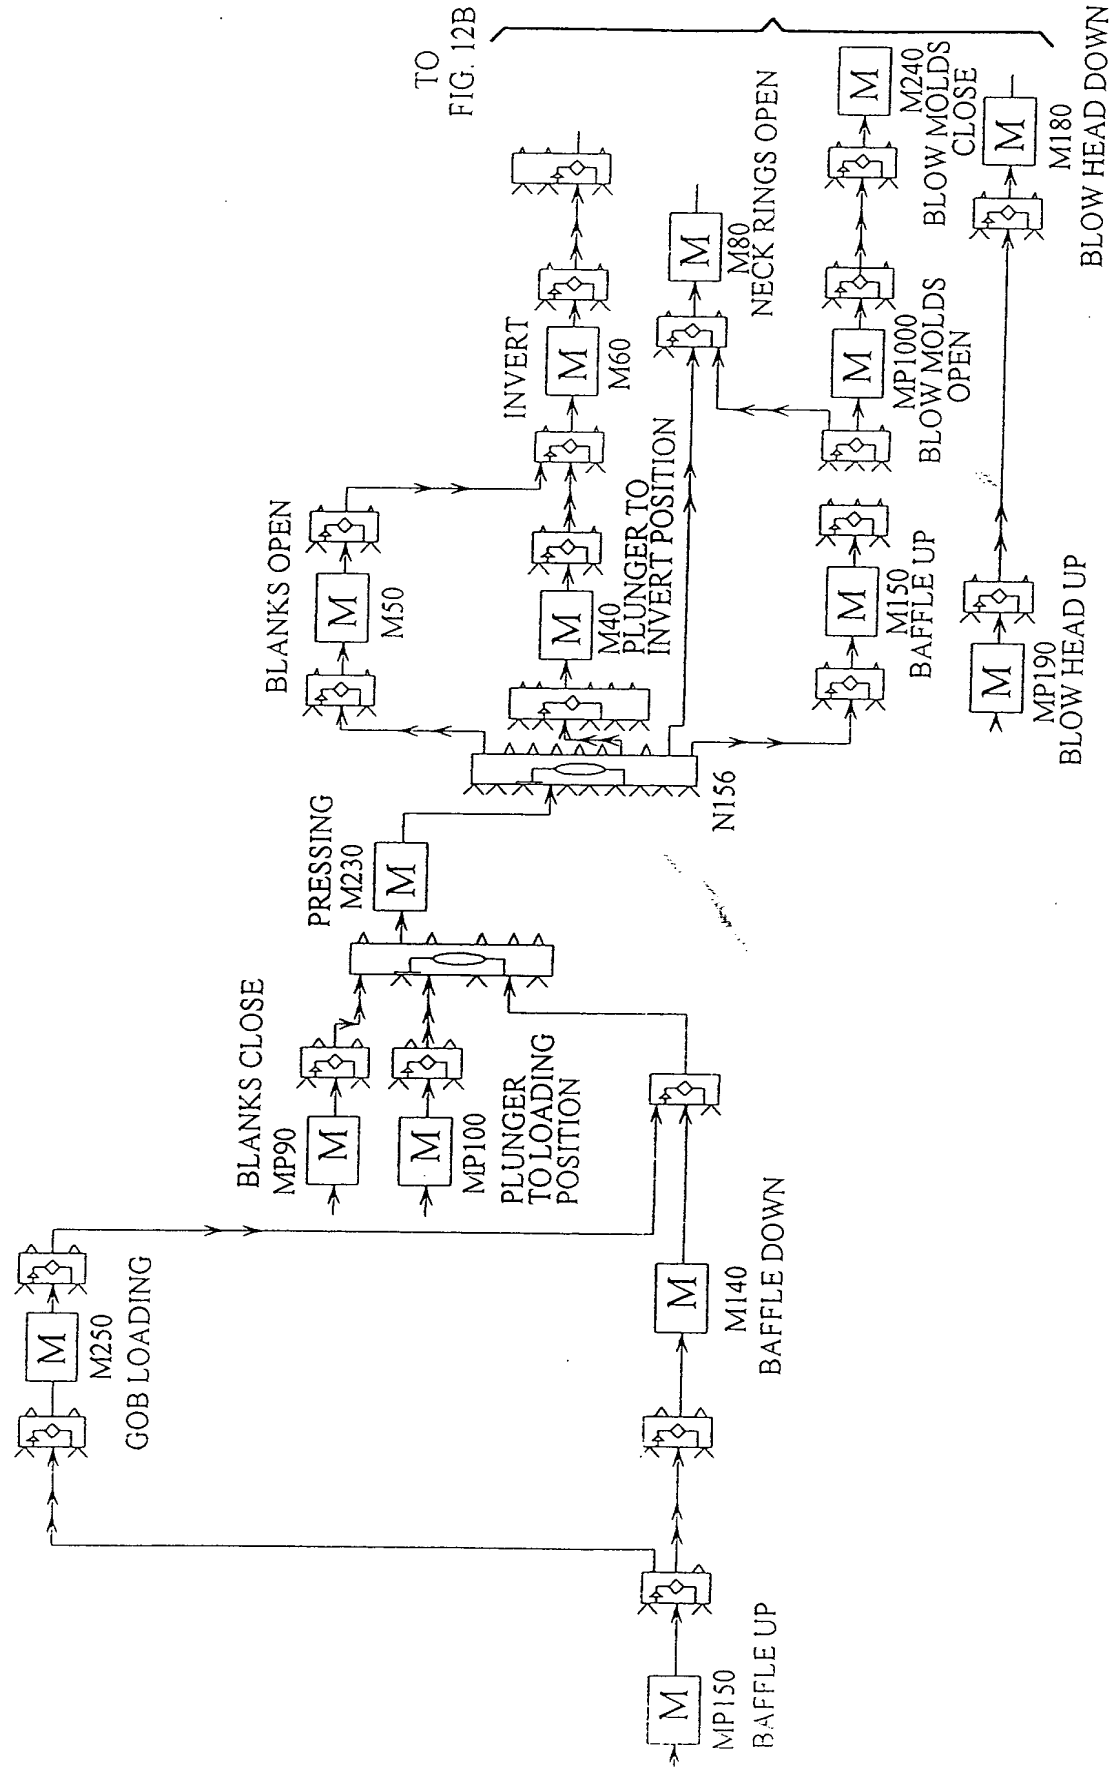 TO
FIG. 12B
M
M250
GOB LOADING
BLANKS CLOSE
MP90
M
M
MP100
PLUNGER
TO LOADING
POSITION
M
MP150
BAFFLE UP
M
M140
BAFFLE DOWN
PRESSING
M230
M
N156
BLANKS OPEN
M
M50
M
M40
PLUNGER TO
INVERT POSITION
INVERT
M
M60
M
M80
NECK RINGS OPEN
M
M150
BAFFLE UP
M
MP1000
BLOW MOLDS
OPEN
M
M240
BLOW MOLDS
CLOSE
M
MP190
BLOW HEAD UP
M
M180
BLOW HEAD DOWN